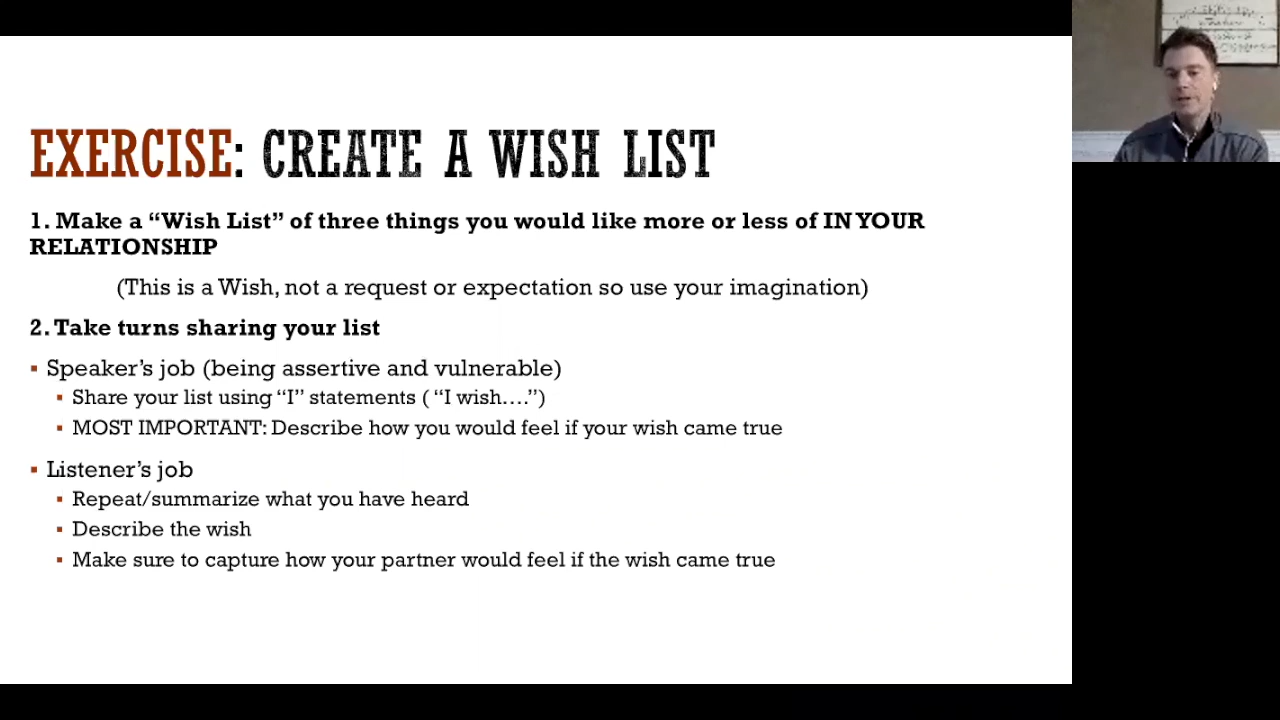 EXERCISE: CREATE A WISH LIST
1. Make a “Wish List” of three things you would like more or less of IN YOUR
RELATIONSHIP
(This is a Wish, not a request or expectation so use your imagination)
2. Take turns sharing your list
▪ Speaker’s job (being assertive and vulnerable)
▪ Share your list using “I” statements ( “I wish….”)
▪ MOST IMPORTANT: Describe how you would feel if your wish came true
▪ Listener’s job
▪ Repeat/summarize what you have heard
▪ Describe the wish
▪ Make sure to capture how your partner would feel if the wish came true